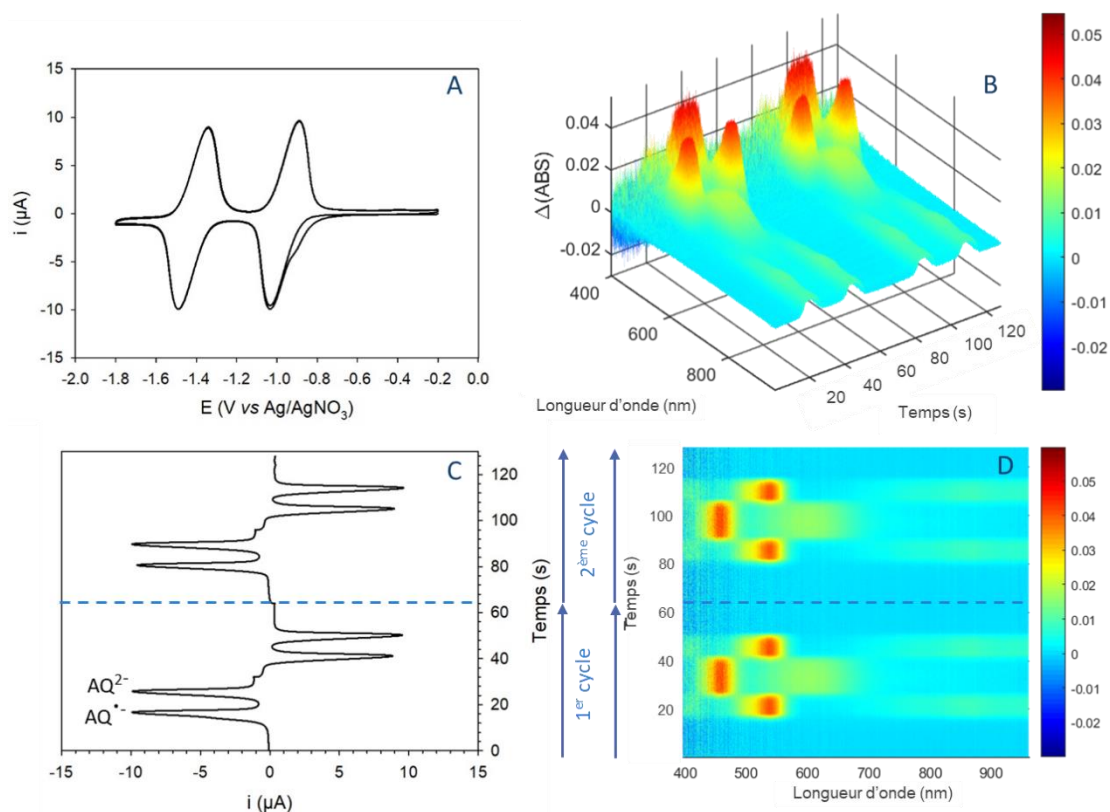 A
15
10
5
0
-5
-10
-15
i (µA)
-2.0 -1.8 -1.6 -1.4 -1.2 -1.0 -0.8 -0.6 -0.4 -0.2 0.0
E (V vs Ag/AgNO₃)
B
0.04
0.02
0
-0.02
Δ(ABS)
400
600
800
Longueur d'onde (nm)
20 40 60 80 100 120
Temps (s)
0.05
0.04
0.03
0.02
0.01
0
-0.01
-0.02
C
120
100
80
60
40
20
0
Temps (s)
AQ²⁻
AQ•⁻
-15 -10 -5 0 5 10 15
i (µA)
2ème cycle
1er cycle
D
120
100
80
60
40
20
Temps (s)
400 500 600 700 800 900
Longueur d'onde (nm)
0.05
0.04
0.03
0.02
0.01
0
-0.01
-0.02
-0.03